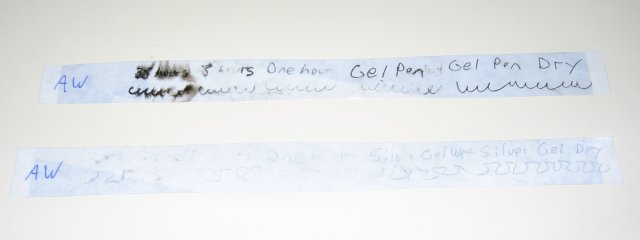 AW hours 8 hours One hour Gel Pen Gel Pen Dry
AW One hour Silver Gel Wet Silver Gel Dry